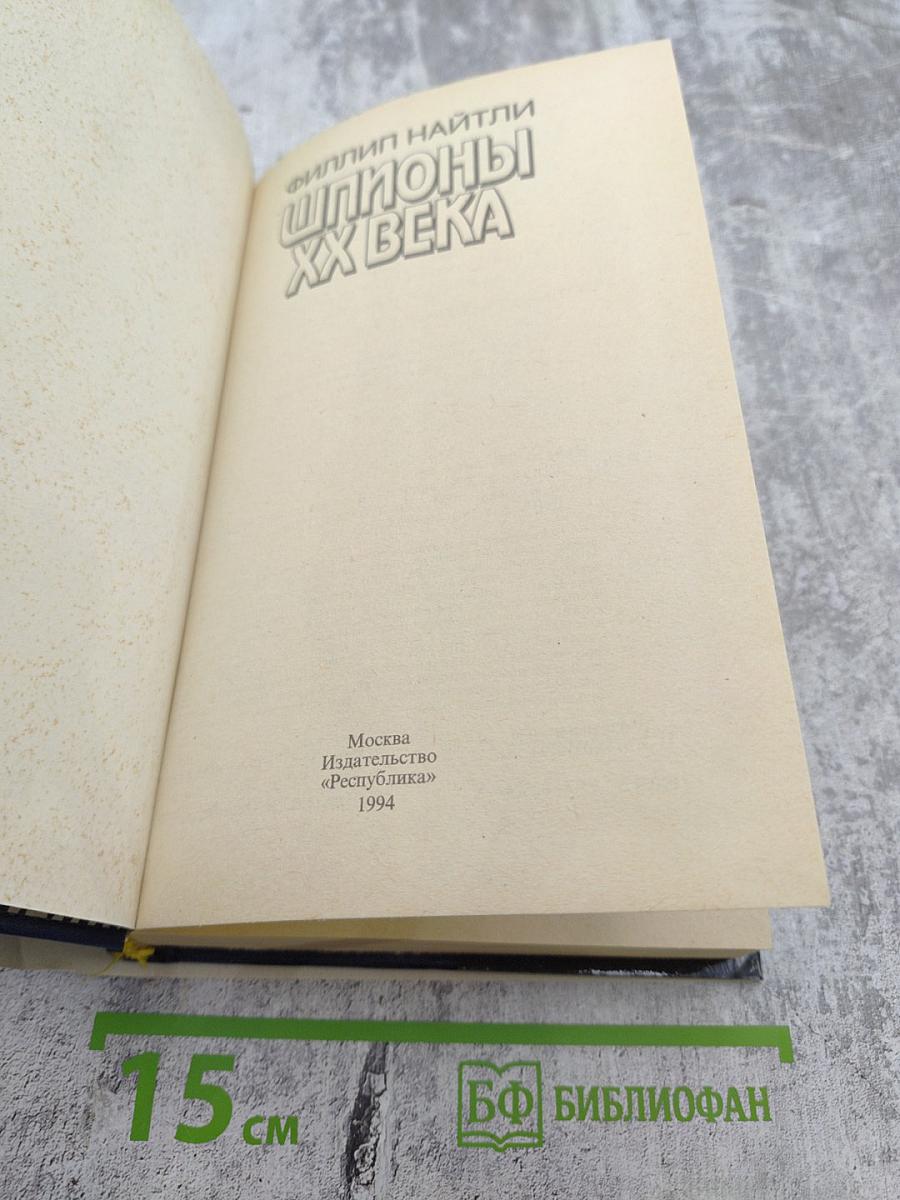 ФИЛЛИП НАЙТЛИ
ШПИОНЫ
XX ВЕКА
Москва
Издательство
«Республика»
1994
15 см
БФ БИБЛИОФАН